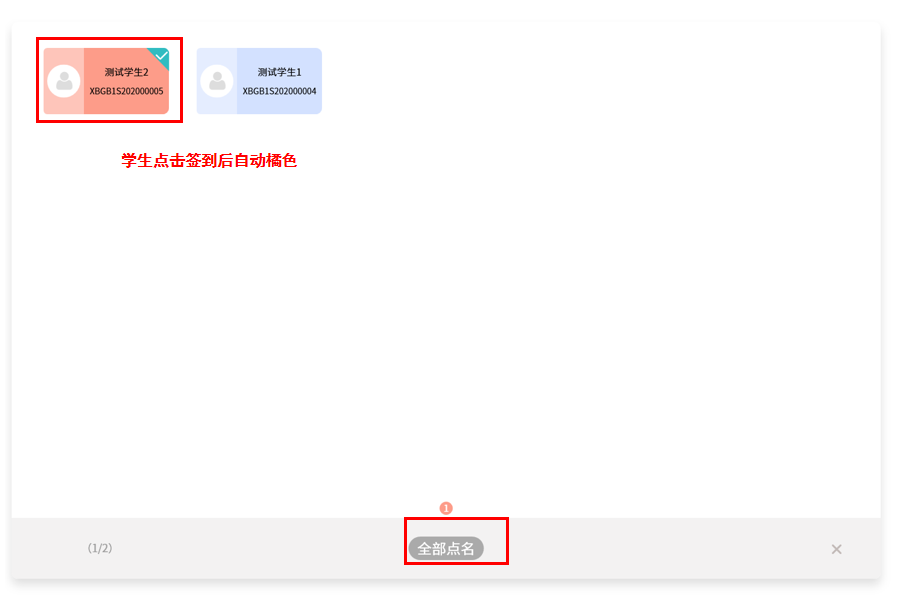 测试学生2
XBGB1S202000005
测试学生1
XBGB1S202000004
学生点击签到后自动橘色
1
(1/2)
全部点名